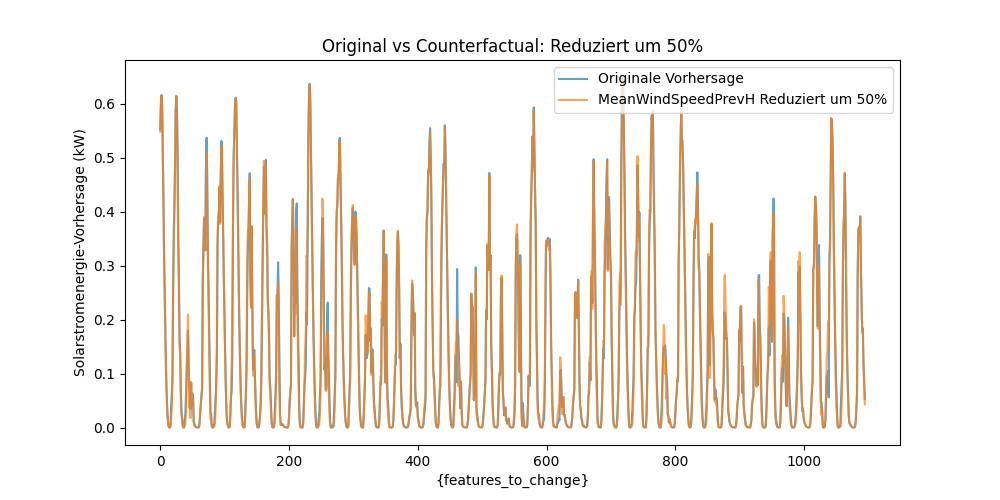 Original vs Counterfactual: Reduziert um 50%
Originale Vorhersage
MeanWindSpeedPrevH Reduziert um 50%
Solarstromenergie-Vorhersage (kW)
0.6
0.5
0.4
0.3
0.2
0.1
0.0
0 200 400 600 800 1000
{features_to_change}